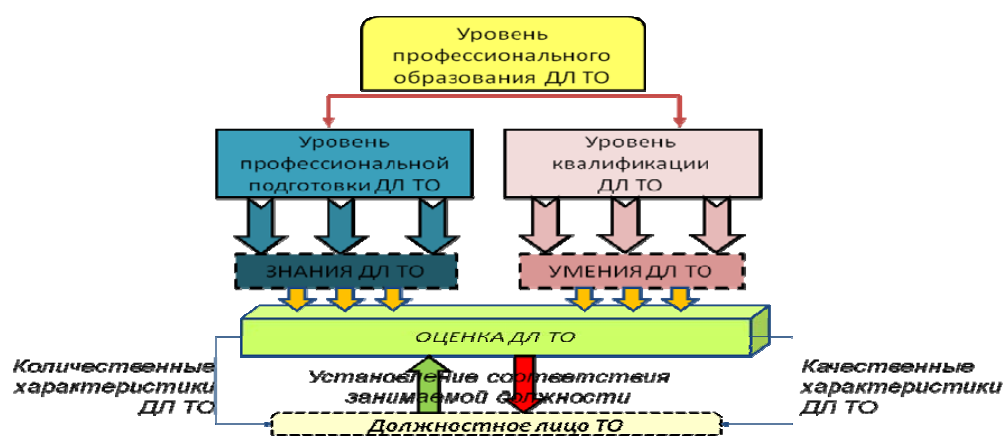 Уровень
профессионального
образования ДЛ ТО
Уровень
профессиональной
подготовки ДЛ ТО
Уровень
квалификации
ДЛ ТО
ЗНАНИЯ ДЛ ТО
УМЕНИЯ ДЛ ТО
ОЦЕНКА ДЛ ТО
Количественные
характеристики
ДЛ ТО
Установление соответствия
занимаемой должности
Качественные
характеристики
ДЛ ТО
Должностное лицо ТО